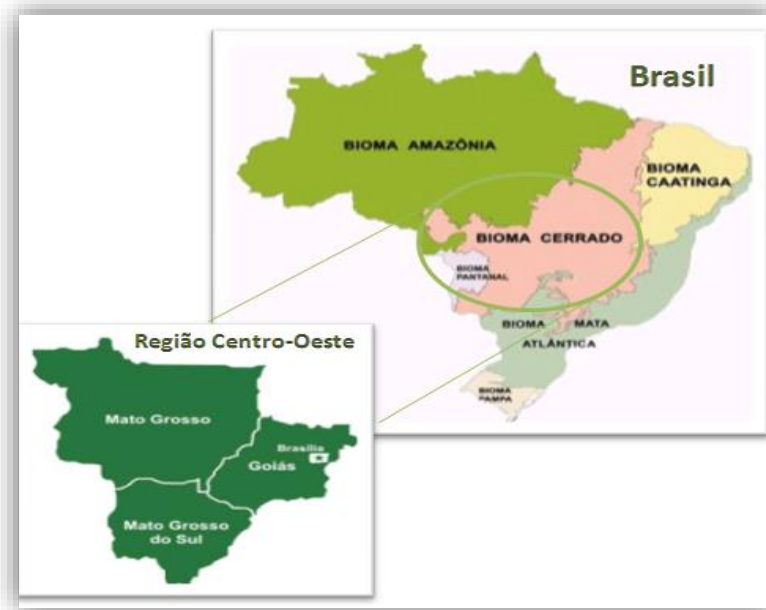 Brasil
BIOMA AMAZÔNIA
BIOMA
CAATINGA
BIOMA CERRADO
BIOMA
PANTANAL
BIOMA MATA
ATLÂNTICA
BIOMA
PAMPA
Região Centro-Oeste
Mato Grosso
Brasília
Goiás
Mato Grosso
do Sul